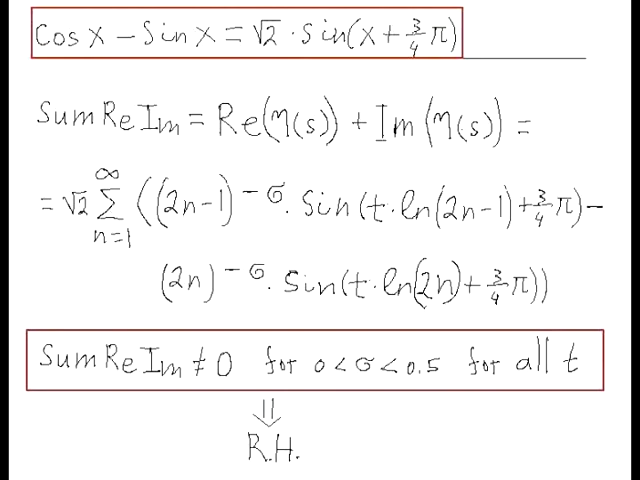 Cos x − Sin x = √2 · Sin(x + 3/4 π)
SumReIm = Re(η(s)) + Im(η(s)) =
= √2 ∑_{n=1}^{∞} ((2n−1)^{−σ} · Sin(t·ln(2n−1) + 3/4 π) −
(2n)^{−σ} · Sin(t·ln(2n) + 3/4 π))
SumReIm ≠ 0 for 0 < σ < 0.5 for all t
⇓
R.H.